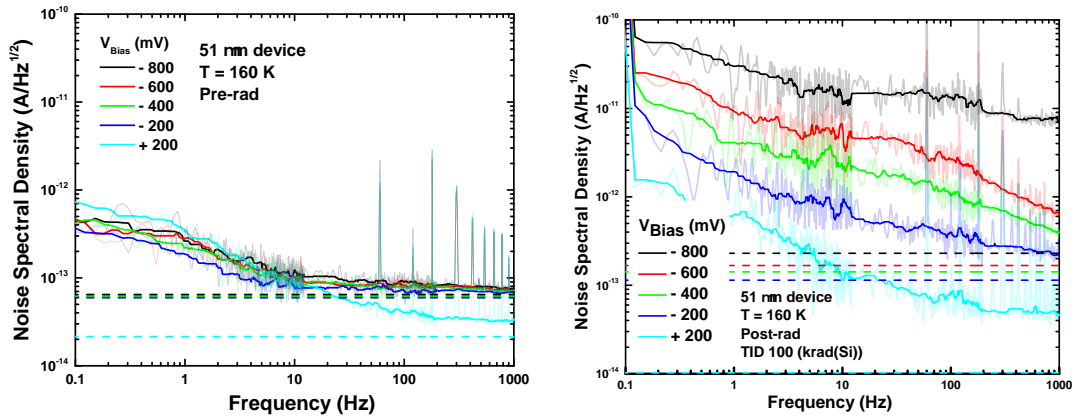 Noise Spectral Density (A/Hz^1/2)
10^-10
10^-11
10^-12
10^-13
10^-14
V_Bias (mV)
- 800
- 600
- 400
- 200
+ 200
51 mm device
T = 160 K
Pre-rad
0.1 1 10 100 1000
Frequency (Hz)
Noise Spectral Density (A/Hz^1/2)
10^-10
10^-11
10^-12
10^-13
10^-14
V_Bias (mV)
- 800
- 600
- 400
- 200
+ 200
51 mm device
T = 160 K
Post-rad
TID 100 (krad(Si))
0.1 1 10 100 1000
Frequency (Hz)